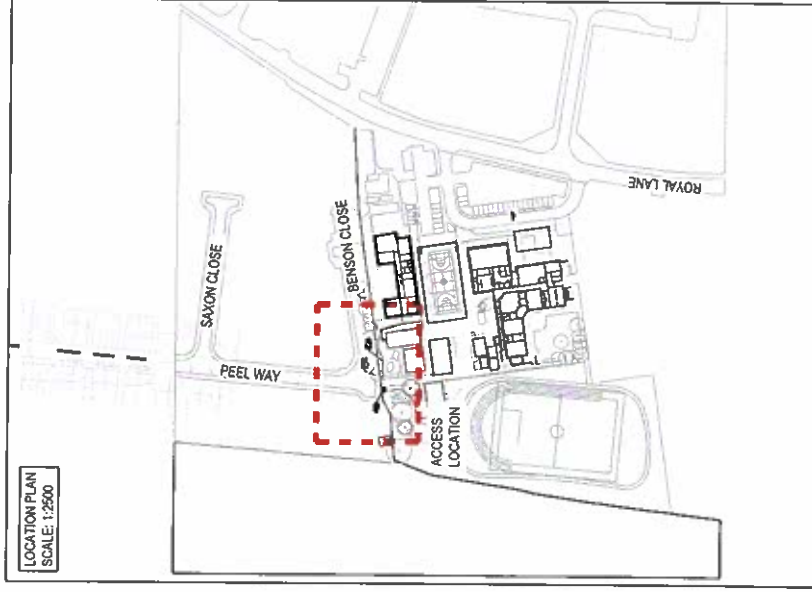 LOCATION PLAN
SCALE: 1:2500
SAXON CLOSE
BENSON CLOSE
PEEL WAY
ROYAL LANE
ACCESS
LOCATION